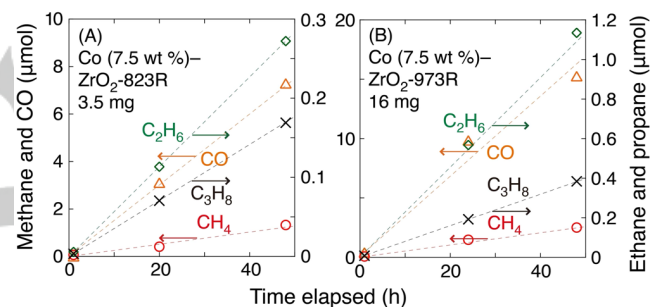 (A)
Co (7.5 wt %)–
ZrO₂-823R
3.5 mg
C₂H₆
CO
C₃H₈
CH₄
10
8
6
4
2
0
0.3
0.2
0.1
0
0
20
40
Methane and CO (μmol)
(B)
Co (7.5 wt %)–
ZrO₂-973R
16 mg
C₂H₆
CO
C₃H₈
CH₄
20
10
0
1.2
1.0
0.8
0.6
0.4
0.2
0
0
20
40
Ethane and propane (μmol)
Time elapsed (h)